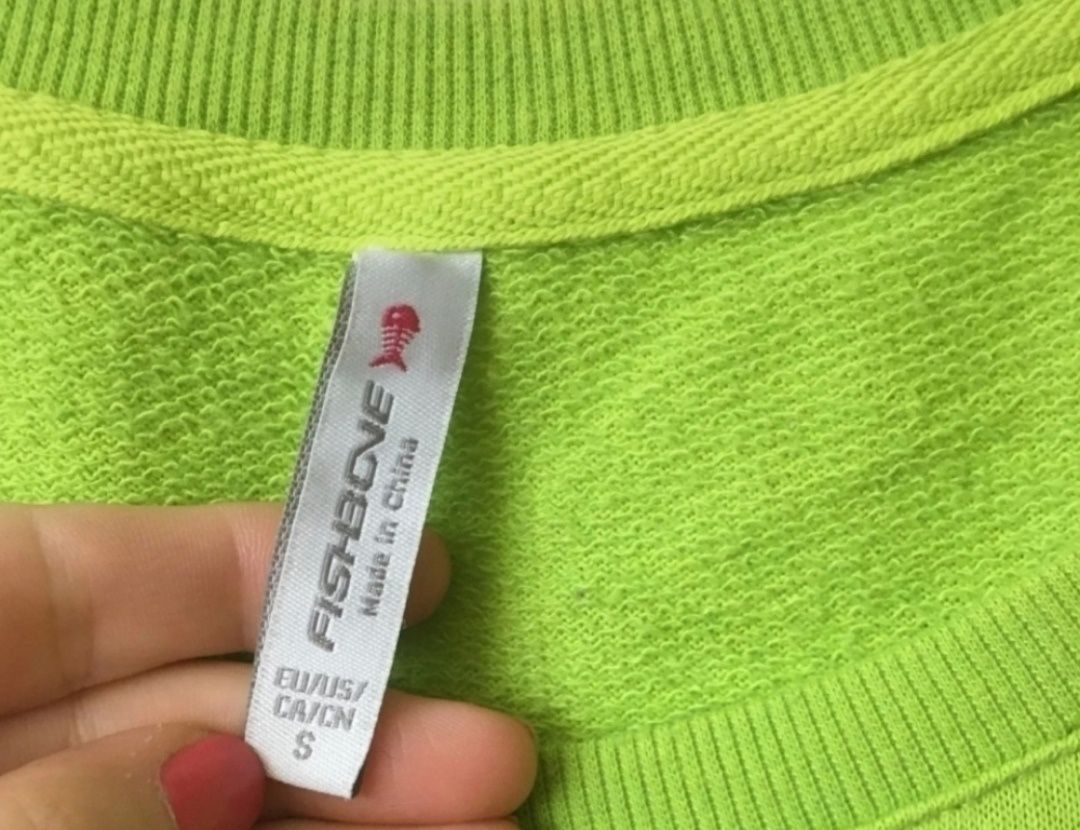 FISHBONE
Made in China
EU/US/
CA/CN
S